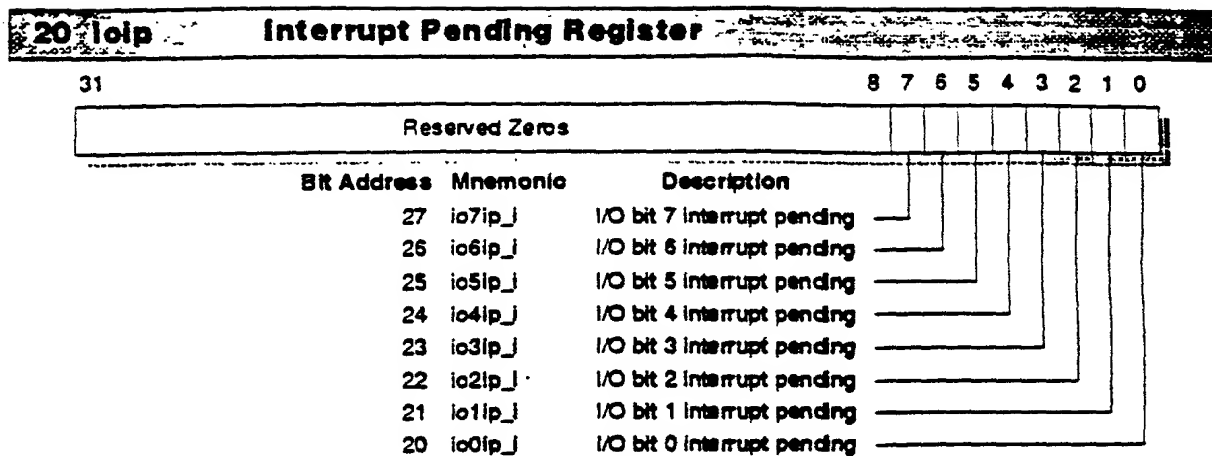 20 ioip Interrupt Pending Register
31 8 7 6 5 4 3 2 1 0
Reserved Zeros
Bit Address Mnemonic Description
27 io7ip_i I/O bit 7 interrupt pending
26 io6ip_i I/O bit 6 interrupt pending
25 io5ip_i I/O bit 5 interrupt pending
24 io4ip_i I/O bit 4 interrupt pending
23 io3ip_i I/O bit 3 interrupt pending
22 io2ip_i I/O bit 2 interrupt pending
21 io1ip_i I/O bit 1 interrupt pending
20 io0ip_i I/O bit 0 interrupt pending